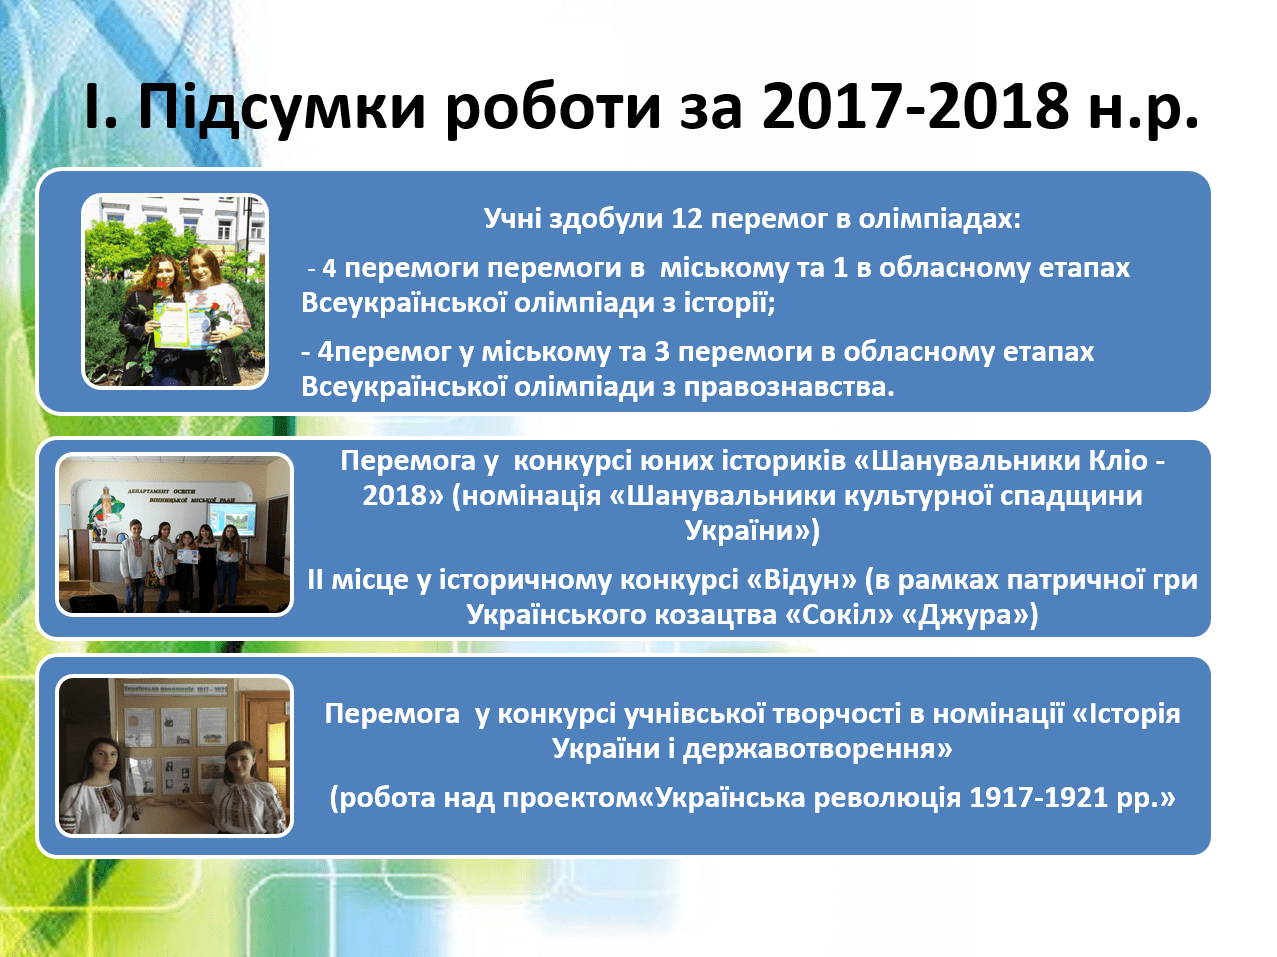 І. Підсумки роботи за 2017-2018 н.р.
Учні здобули 12 перемог в олімпіадах:
- 4 перемоги перемоги в  міському та 1 в обласному етапах
Всеукраїнської олімпіади з історії;
- 4перемог у міському та 3 перемоги в обласному етапах
Всеукраїнської олімпіади з правознавства.
ДЕПАРТАМЕНТ ОСВІТИ
ВІННИЦЬКОЇ МІСЬКОЇ РАДИ
Перемога у  конкурсі юних істориків «Шанувальники Кліо -
2018» (номінація «Шанувальники культурної спадщини
України»)
ІІ місце у історичному конкурсі «Відун» (в рамках патричної гри
Українського козацтва «Сокіл» «Джура»)
Українська революція 1917 - 1921
Перемога  у конкурсі учнівської творчості в номінації «Історія
України і державотворення»
(робота над проектом«Українська революція 1917-1921 рр.»